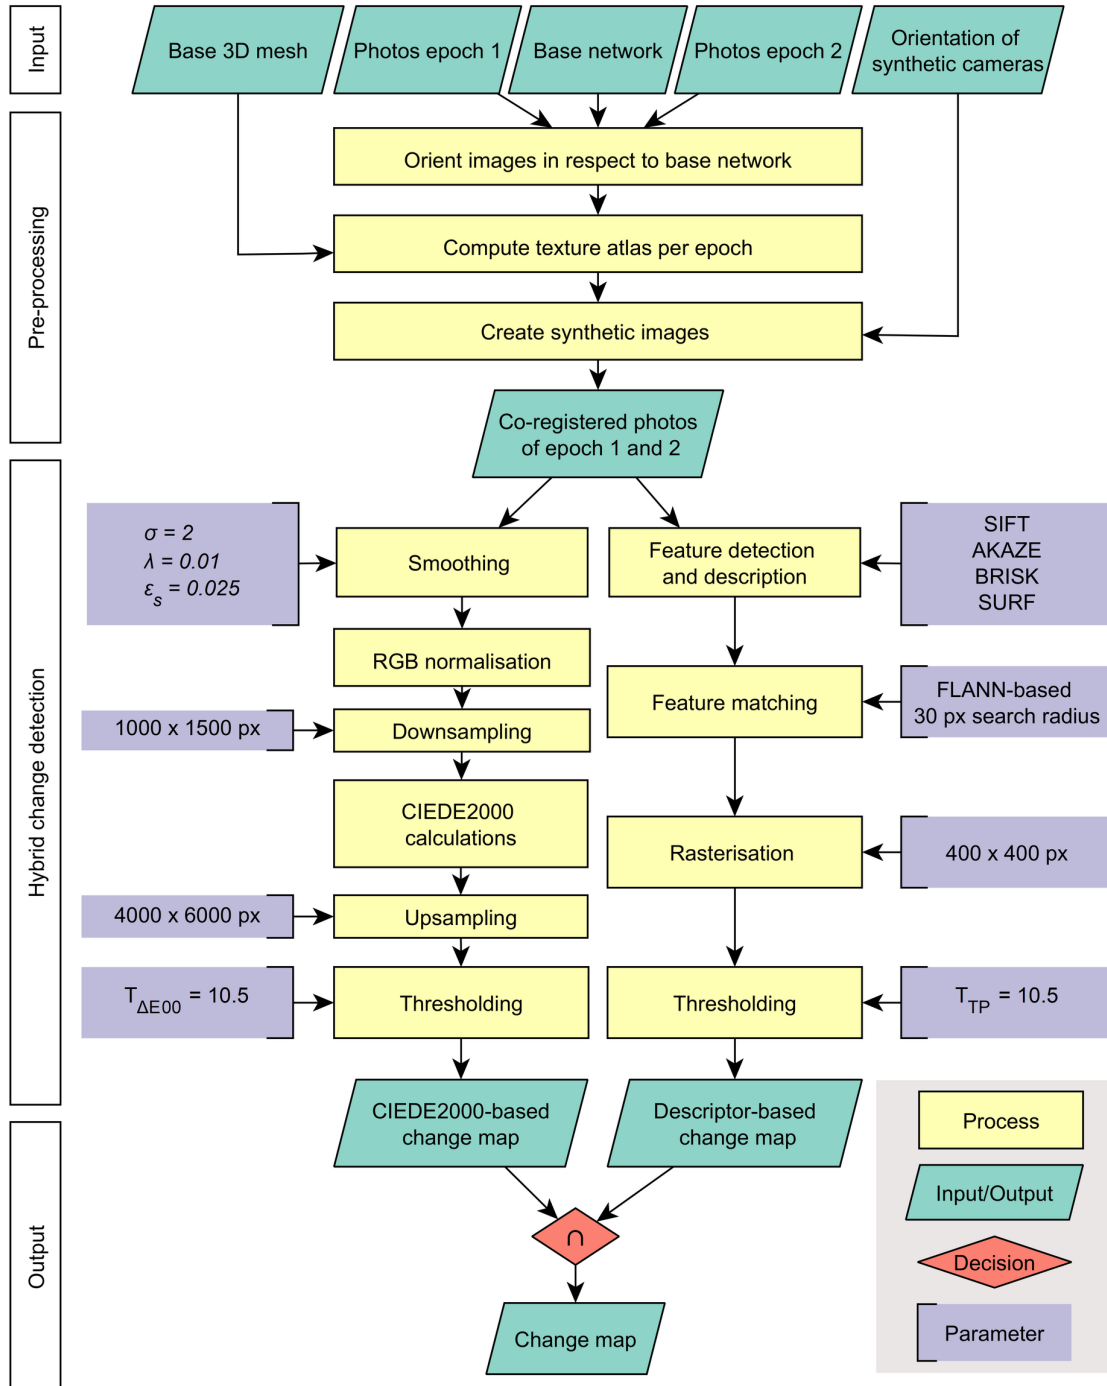 Input
Base 3D mesh
Photos epoch 1
Base network
Photos epoch 2
Orientation of
synthetic cameras
Pre-processing
Orient images in respect to base network
Compute texture atlas per epoch
Create synthetic images
Co-registered photos
of epoch 1 and 2
Hybrid change detection
σ = 2
λ = 0.01
ε_s = 0.025
Smoothing
Feature detection
and description
SIFT
AKAZE
BRISK
SURF
RGB normalisation
Feature matching
FLANN-based
30 px search radius
1000 x 1500 px
Downsampling
CIEDE2000
calculations
Rasterisation
400 x 400 px
4000 x 6000 px
Upsampling
T_ΔE00 = 10.5
Thresholding
Thresholding
T_TP = 10.5
CIEDE2000-based
change map
Descriptor-based
change map
Output
∩
Change map
Process
Input/Output
Decision
Parameter